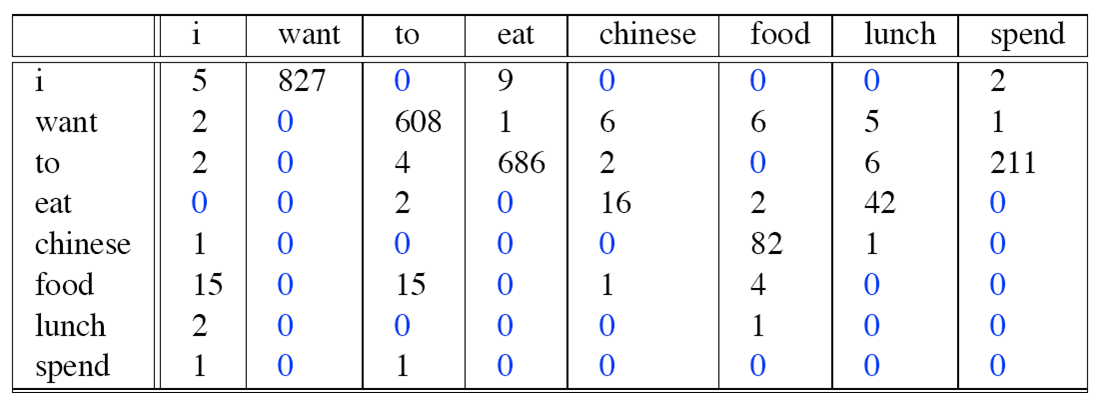 i want to eat chinese food lunch spend
i 5 827 0 9 0 0 0 2
want 2 0 608 1 6 6 5 1
to 2 0 4 686 2 0 6 211
eat 0 0 2 0 16 2 42 0
chinese 1 0 0 0 0 82 1 0
food 15 0 15 0 1 4 0 0
lunch 2 0 0 0 0 1 0 0
spend 1 0 1 0 0 0 0 0